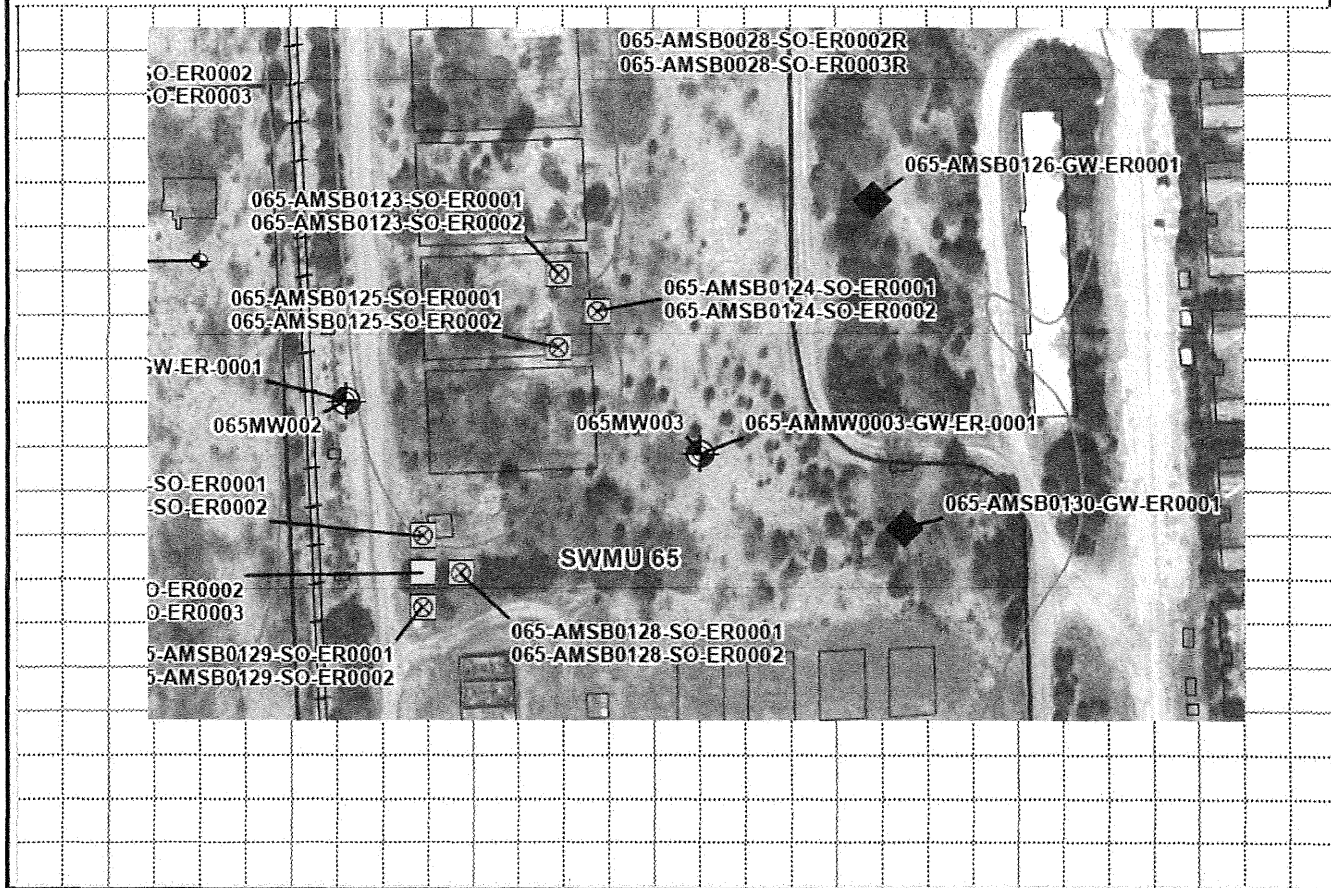 065-AMSB0028-SO-ER0002R
065-AMSB0028-SO-ER0003R
SO-ER0002
SO-ER0003
065-AMSB0126-GW-ER0001
065-AMSB0123-SO-ER0001
065-AMSB0123-SO-ER0002
065-AMSB0125-SO-ER0001
065-AMSB0125-SO-ER0002
065-AMSB0124-SO-ER0001
065-AMSB0124-SO-ER0002
GW-ER-0001
065MW002
065MW003
065-AMMW0003-GW-ER-0001
-SO-ER0001
-SO-ER0002
065-AMSB0130-GW-ER0001
SWMU 65
O-ER0002
O-ER0003
065-AMSB0128-SO-ER0001
065-AMSB0128-SO-ER0002
5-AMSB0129-SO-ER0001
5-AMSB0129-SO-ER0002